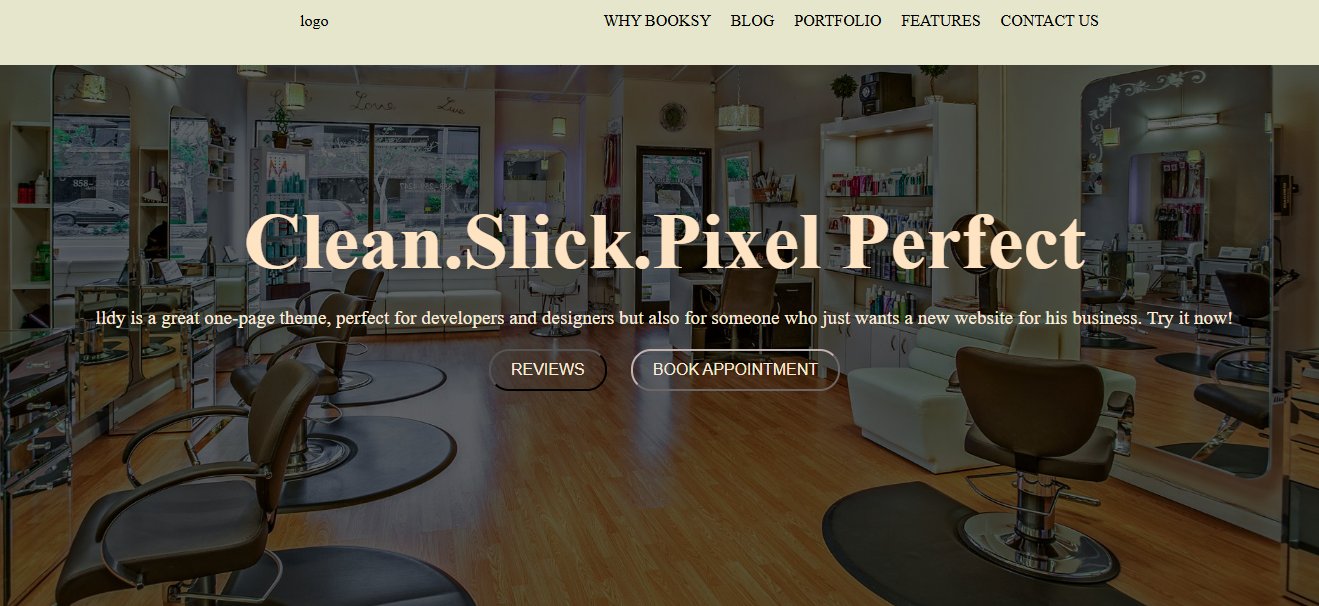 logo
WHY BOOKSY BLOG PORTFOLIO FEATURES CONTACT US
Love Live
Clean.Slick.Pixel Perfect
lldy is a great one-page theme, perfect for developers and designers but also for someone who just wants a new website for his business. Try it now!
REVIEWS BOOK APPOINTMENT